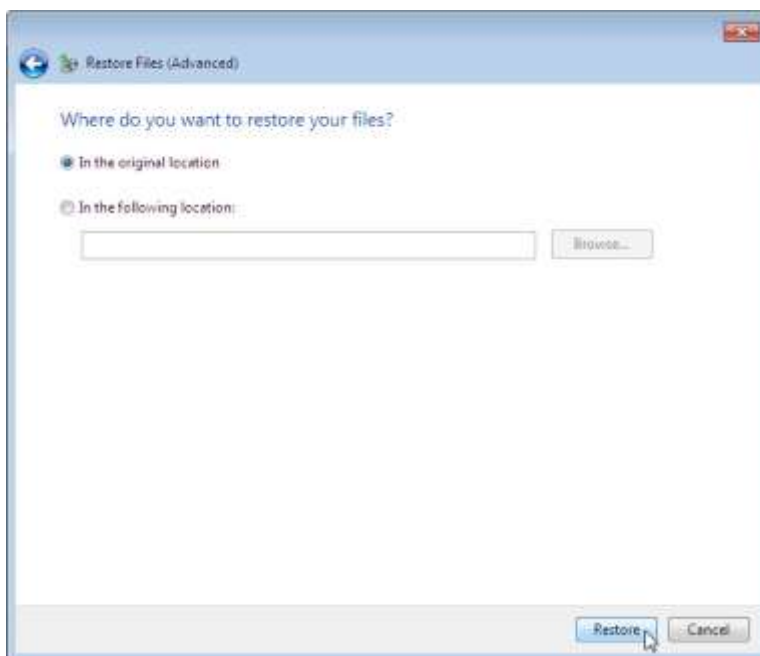 Restore Files (Advanced)
Where do you want to restore your files?
In the original location
In the following location:
Browse...
Restore
Cancel